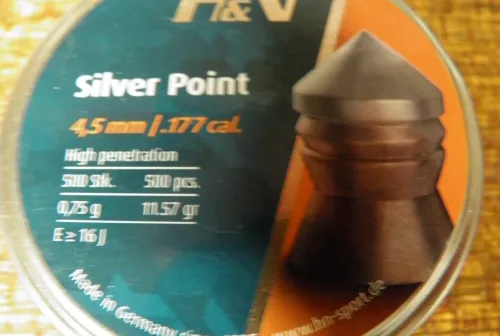 H&N
Silver Point
4,5 mm / .177 cal.
High penetration
500 Stk. 500 pcs.
0,75 g 11.57 gr
E ≥ 16 J
Made in Germany
www.hn-sport.de